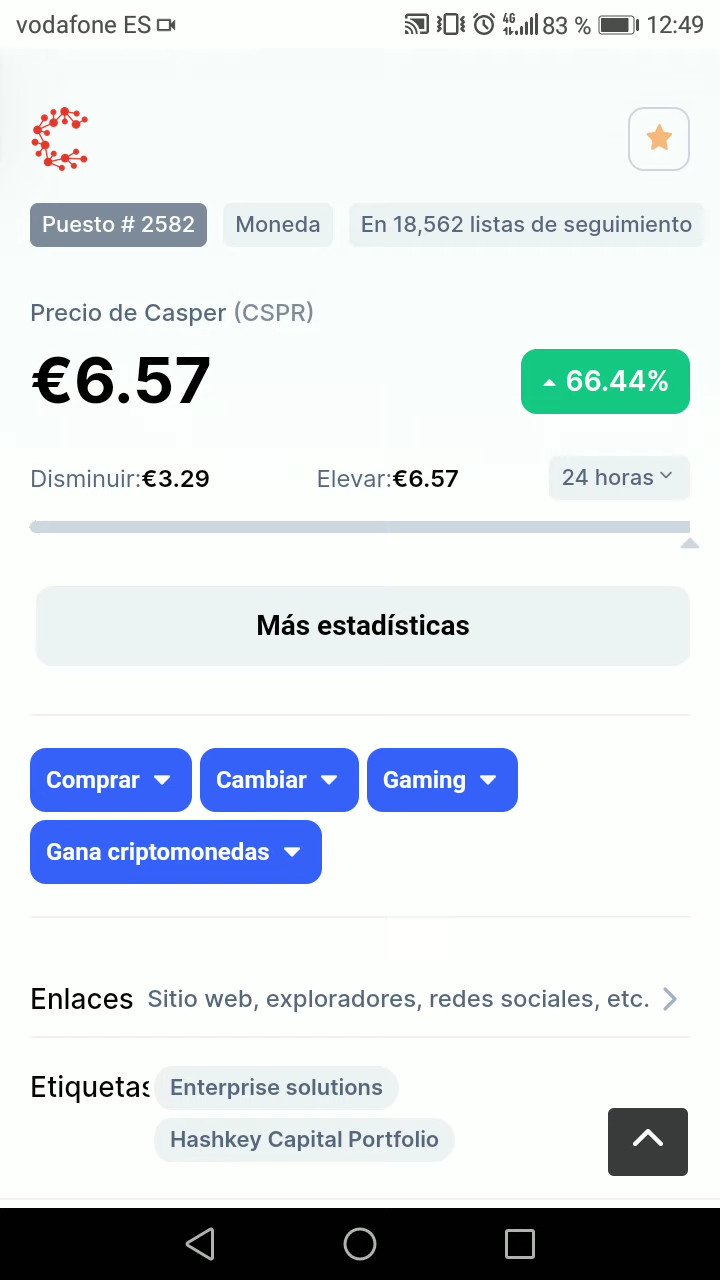 vodafone ES 4G 83 % 12:49
Puesto # 2582 Moneda En 18,562 listas de seguimiento
Precio de Casper (CSPR)
€6.57 66.44%
Disminuir:€3.29 Elevar:€6.57 24 horas
Más estadísticas
Comprar Cambiar Gaming
Gana criptomonedas
Enlaces Sitio web, exploradores, redes sociales, etc.
Etiquetas Enterprise solutions
Hashkey Capital Portfolio